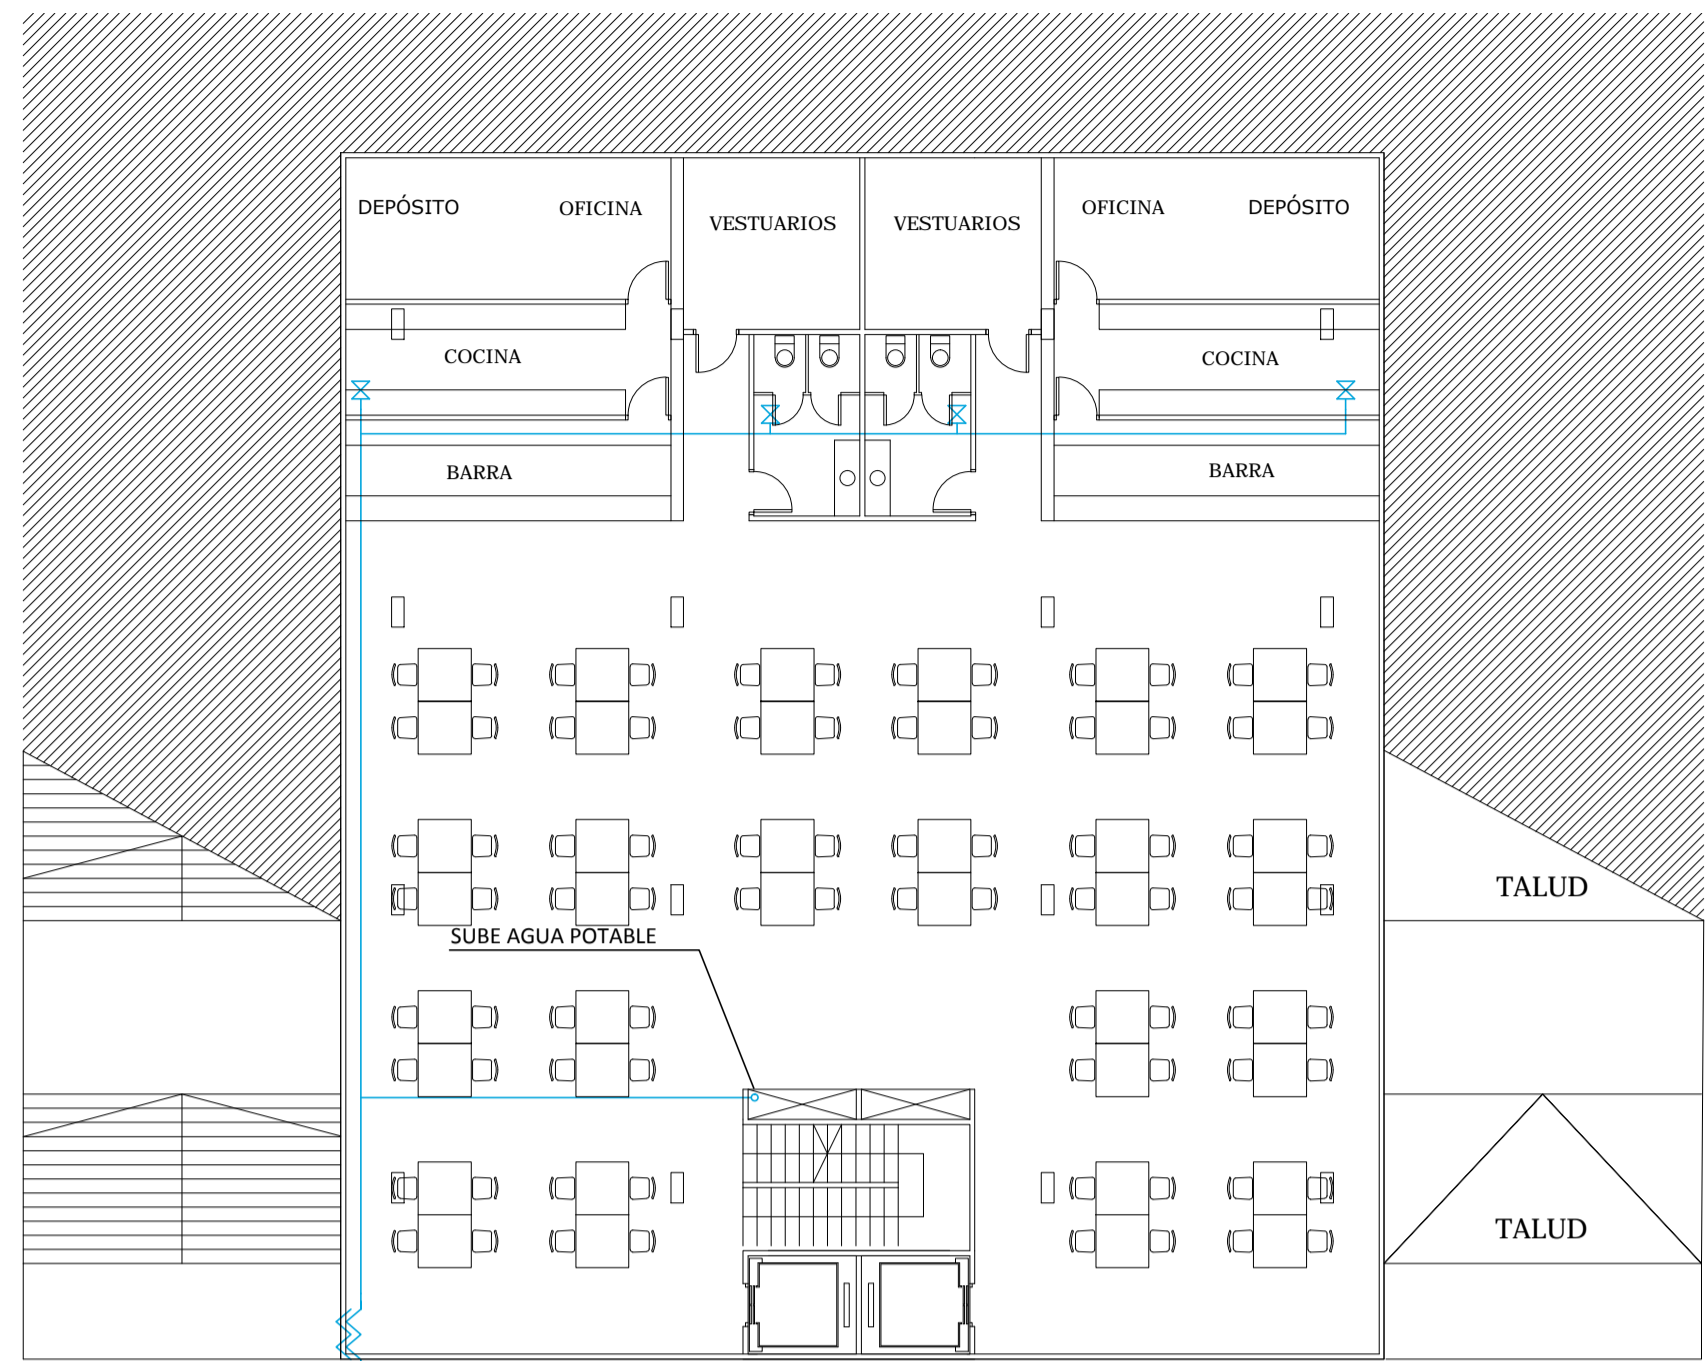 DEPÓSITO
OFICINA
VESTUARIOS
VESTUARIOS
OFICINA
DEPÓSITO
COCINA
COCINA
BARRA
BARRA
TALUD
SUBE AGUA POTABLE
TALUD